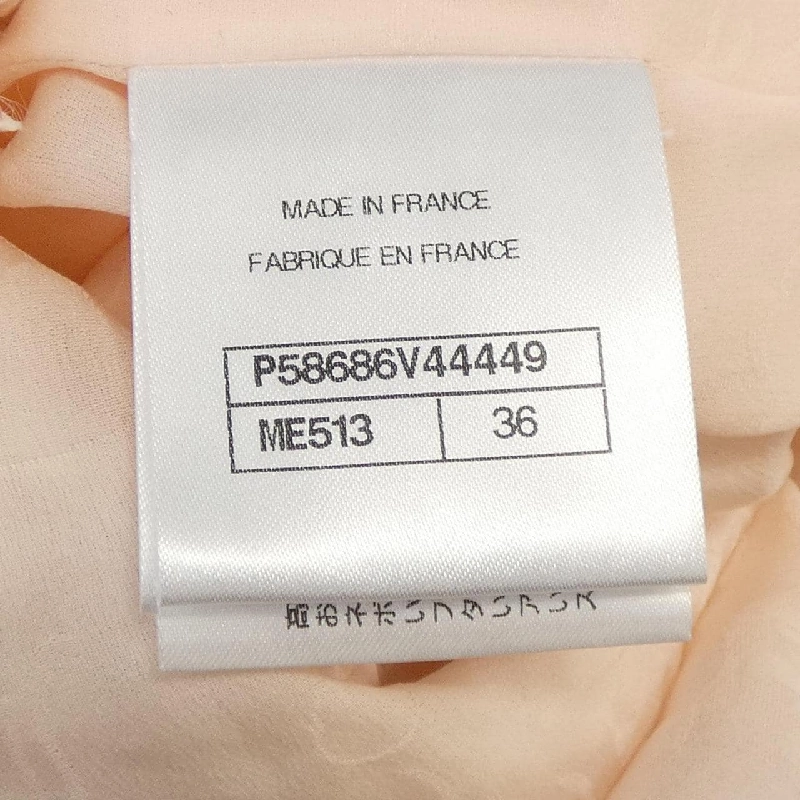 MADE IN FRANCE
FABRIQUE EN FRANCE
P58686V44449
ME513 36